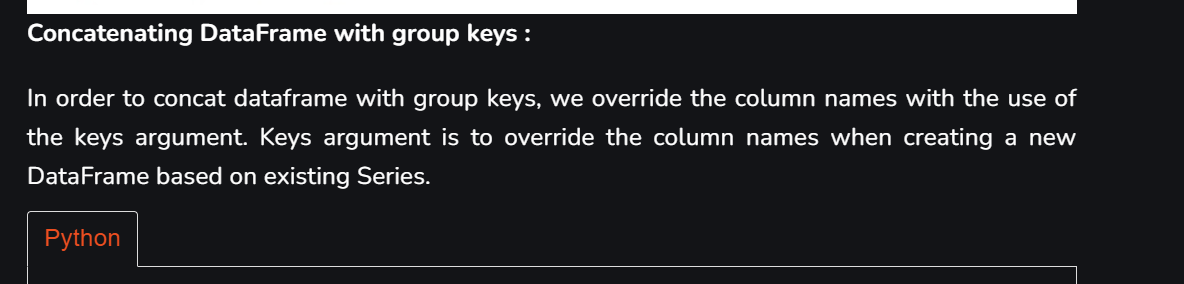 Concatenating DataFrame with group keys :
In order to concat dataframe with group keys, we override the column names with the use of
the keys argument. Keys argument is to override the column names when creating a new
DataFrame based on existing Series.
Python